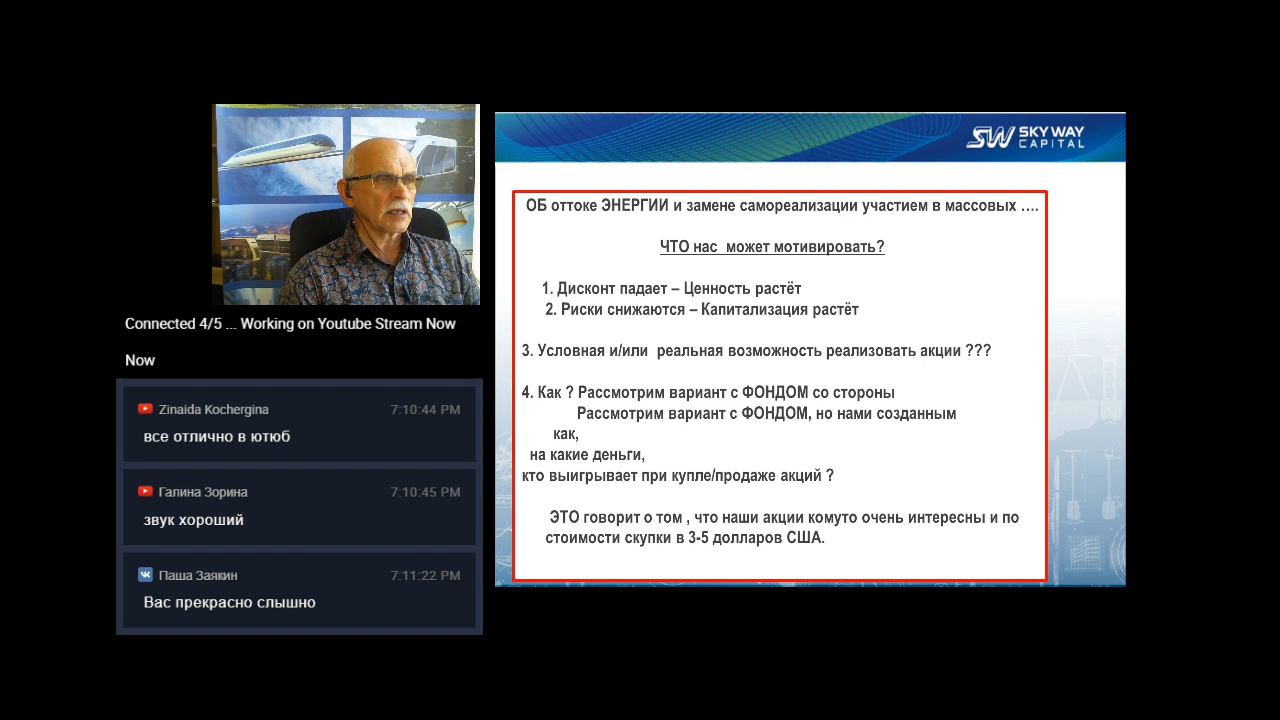 Connected 4/5 ... Working on Youtube Stream Now
Now
Zinaida Kochergina 7:10:44 PM
все отлично в ютюб
Галина Зорина 7:10:45 PM
звук хороший
Паша Заякин 7:11:22 PM
Вас прекрасно слышно
SW SKY WAY
CAPITAL
ОБ оттоке ЭНЕРГИИ и замене самореализации участием в массовых ….
ЧТО нас может мотивировать?
1. Дисконт падает – Ценность растёт
2. Риски снижаются – Капитализация растёт
3. Условная и/или реальная возможность реализовать акции ???
4. Как ? Рассмотрим вариант с ФОНДОМ со стороны
Рассмотрим вариант с ФОНДОМ, но нами созданным
как,
на какие деньги,
кто выигрывает при купле/продаже акций ?
ЭТО говорит о том , что наши акции комуто очень интересны и по
стоимости скупки в 3-5 долларов США.